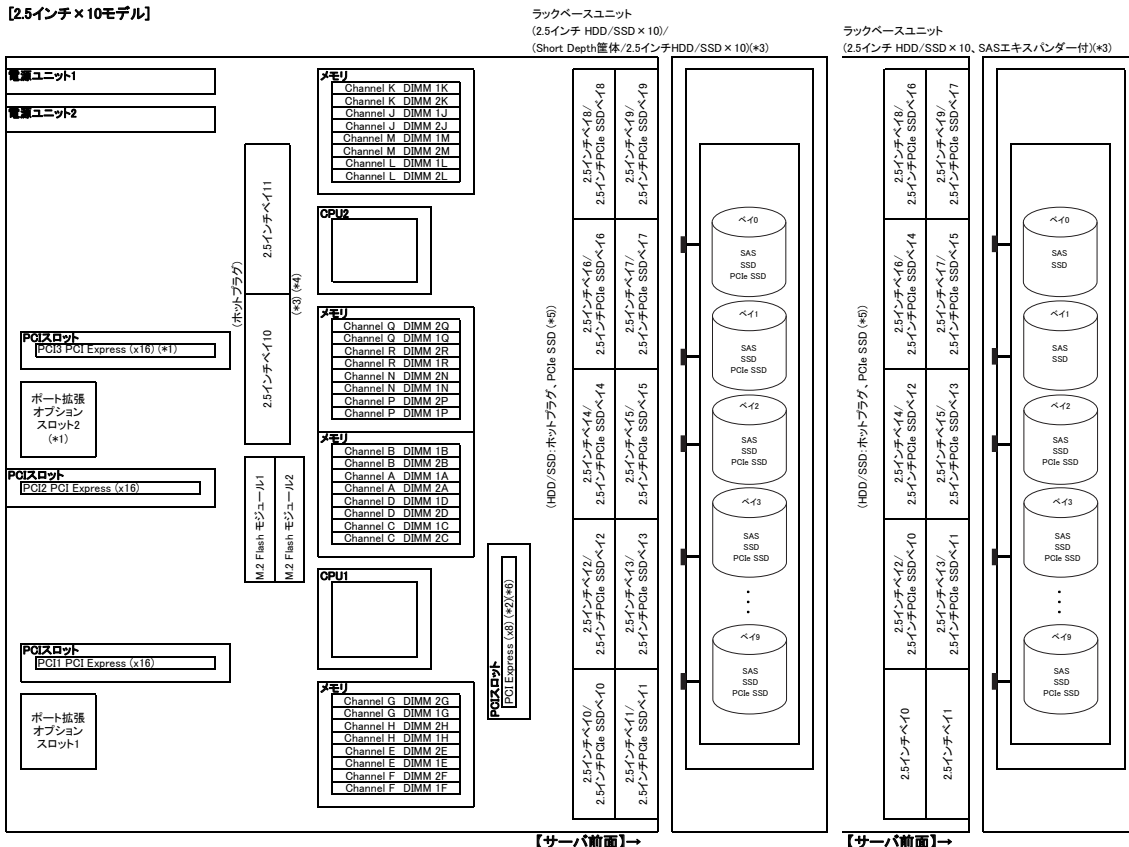 [2.5インチ×10モデル]
ラックベースユニット
(2.5インチ HDD/SSD×10)/
(Short Depth筐体/2.5インチHDD/SSD×10)(*3)
ラックベースユニット
(2.5インチ HDD/SSD×10、SASエキスパンダー付)(*3)
電源ユニット1
電源ユニット2
2.5インチベイ11
2.5インチベイ10
(ホットプラグ)
(*3) (*4)
PCIスロット
PCI3 PCI Express (x16) (*1)
ポート拡張
オプション
スロット2
(*1)
PCIスロット
PCI2 PCI Express (x16)
M.2 Flash モジュール1
M.2 Flash モジュール2
PCIスロット
PCI1 PCI Express (x16)
ポート拡張
オプション
スロット1
メモリ
Channel K DIMM 1K
Channel K DIMM 2K
Channel J DIMM 1J
Channel J DIMM 2J
Channel M DIMM 1M
Channel M DIMM 2M
Channel L DIMM 1L
Channel L DIMM 2L
CPU2
メモリ
Channel Q DIMM 2Q
Channel Q DIMM 1Q
Channel R DIMM 2R
Channel R DIMM 1R
Channel N DIMM 2N
Channel N DIMM 1N
Channel P DIMM 2P
Channel P DIMM 1P
メモリ
Channel B DIMM 1B
Channel B DIMM 2B
Channel A DIMM 1A
Channel A DIMM 2A
Channel D DIMM 1D
Channel D DIMM 2D
Channel C DIMM 1C
Channel C DIMM 2C
CPU1
メモリ
Channel G DIMM 2G
Channel G DIMM 1G
Channel H DIMM 2H
Channel H DIMM 1H
Channel E DIMM 2E
Channel E DIMM 1E
Channel F DIMM 2F
Channel F DIMM 1F
PCIスロット
PCI Express (x8) (*2)(*6)
(HDD/SSD:ホットプラグ、PCIe SSD (*5))
2.5インチベイ8/
2.5インチPCIe SSDベイ8
2.5インチベイ9/
2.5インチPCIe SSDベイ9
2.5インチベイ6/
2.5インチPCIe SSDベイ6
2.5インチベイ7/
2.5インチPCIe SSDベイ7
2.5インチベイ4/
2.5インチPCIe SSDベイ4
2.5インチベイ5/
2.5インチPCIe SSDベイ5
2.5インチベイ2/
2.5インチPCIe SSDベイ2
2.5インチベイ3/
2.5インチPCIe SSDベイ3
2.5インチベイ0/
2.5インチPCIe SSDベイ0
2.5インチベイ1/
2.5インチPCIe SSDベイ1
ベイ0
SAS
SSD
PCIe SSD
ベイ1
SAS
SSD
PCIe SSD
ベイ2
SAS
SSD
PCIe SSD
ベイ3
SAS
SSD
PCIe SSD
ベイ9
SAS
SSD
PCIe SSD
【サーバ前面】→
(HDD/SSD:ホットプラグ、PCIe SSD (*5))
2.5インチベイ8/
2.5インチPCIe SSDベイ6
2.5インチベイ9/
2.5インチPCIe SSDベイ7
2.5インチベイ6/
2.5インチPCIe SSDベイ4
2.5インチベイ7/
2.5インチPCIe SSDベイ5
2.5インチベイ4/
2.5インチPCIe SSDベイ2
2.5インチベイ5/
2.5インチPCIe SSDベイ3
2.5インチベイ2/
2.5インチPCIe SSDベイ0
2.5インチベイ3/
2.5インチPCIe SSDベイ1
2.5インチベイ0
2.5インチベイ1
ベイ0
SAS
SSD
ベイ1
SAS
SSD
ベイ2
SAS
SSD
PCIe SSD
ベイ3
SAS
SSD
PCIe SSD
ベイ9
SAS
SSD
PCIe SSD
【サーバ前面】→